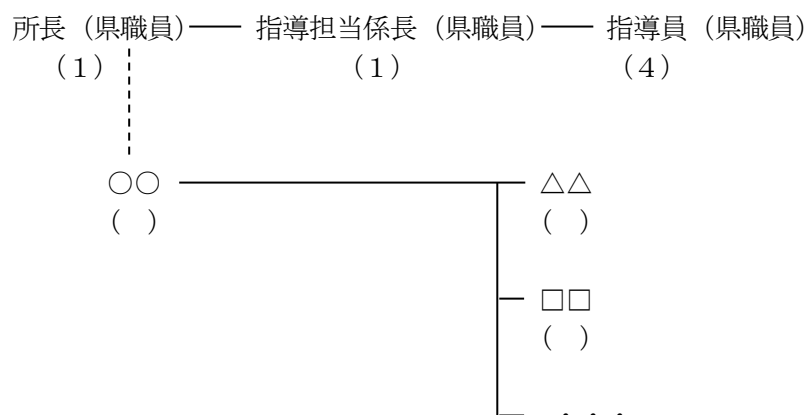 所長（県職員） 指導担当係長（県職員） 指導員（県職員）
（１） （１） （４）
○○ △△
（ ） （ ）
□□
（ ）
・・・